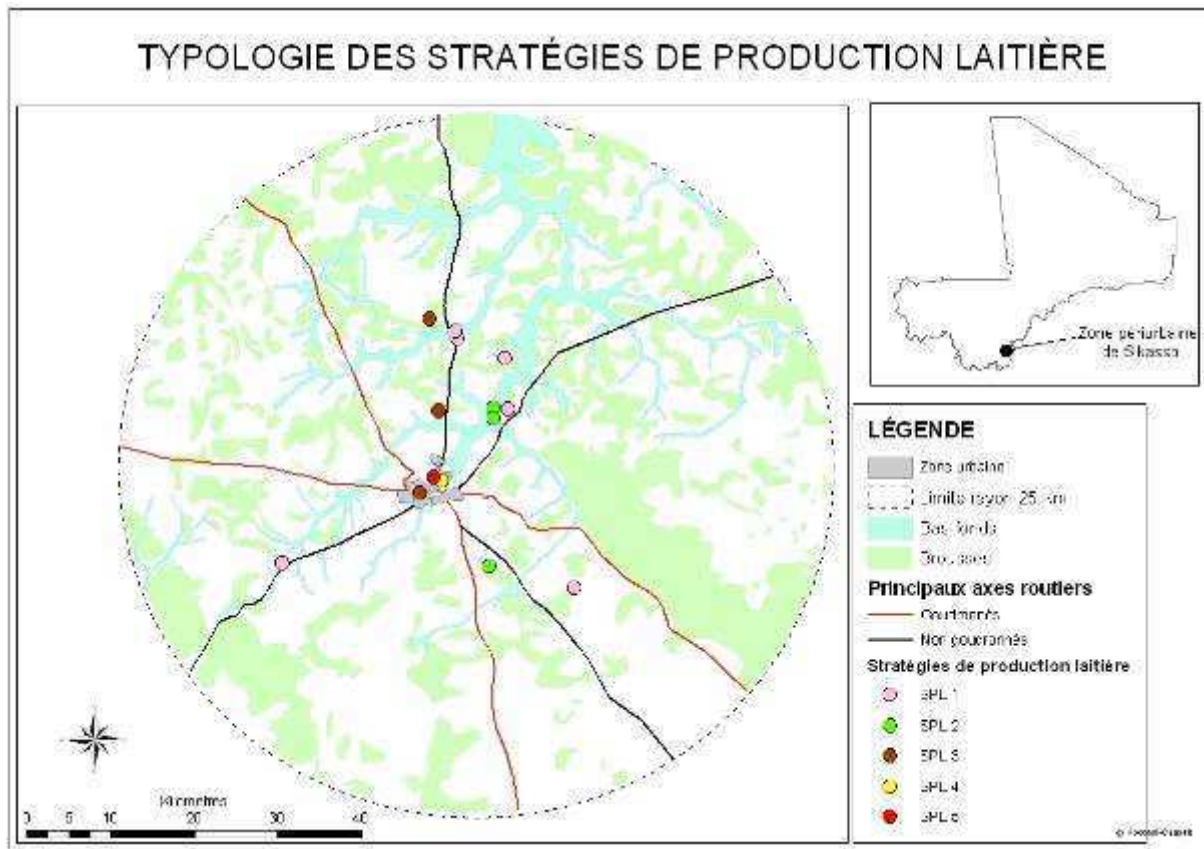 TYPOLOGIE DES STRATÉGIES DE PRODUCTION LAITIÈRE
Zone périurbaine
de Sikasso
LÉGENDE
Zone urbaine
Limite rayon 25 km
Bas fonds
Brousses
Principaux axes routiers
Goudronnés
Non goudronnés
Stratégies de production laitière
SPL 1
SPL 2
SPL 3
SPL 4
SPL 5
Kilometres
0 5 10 20 30 40